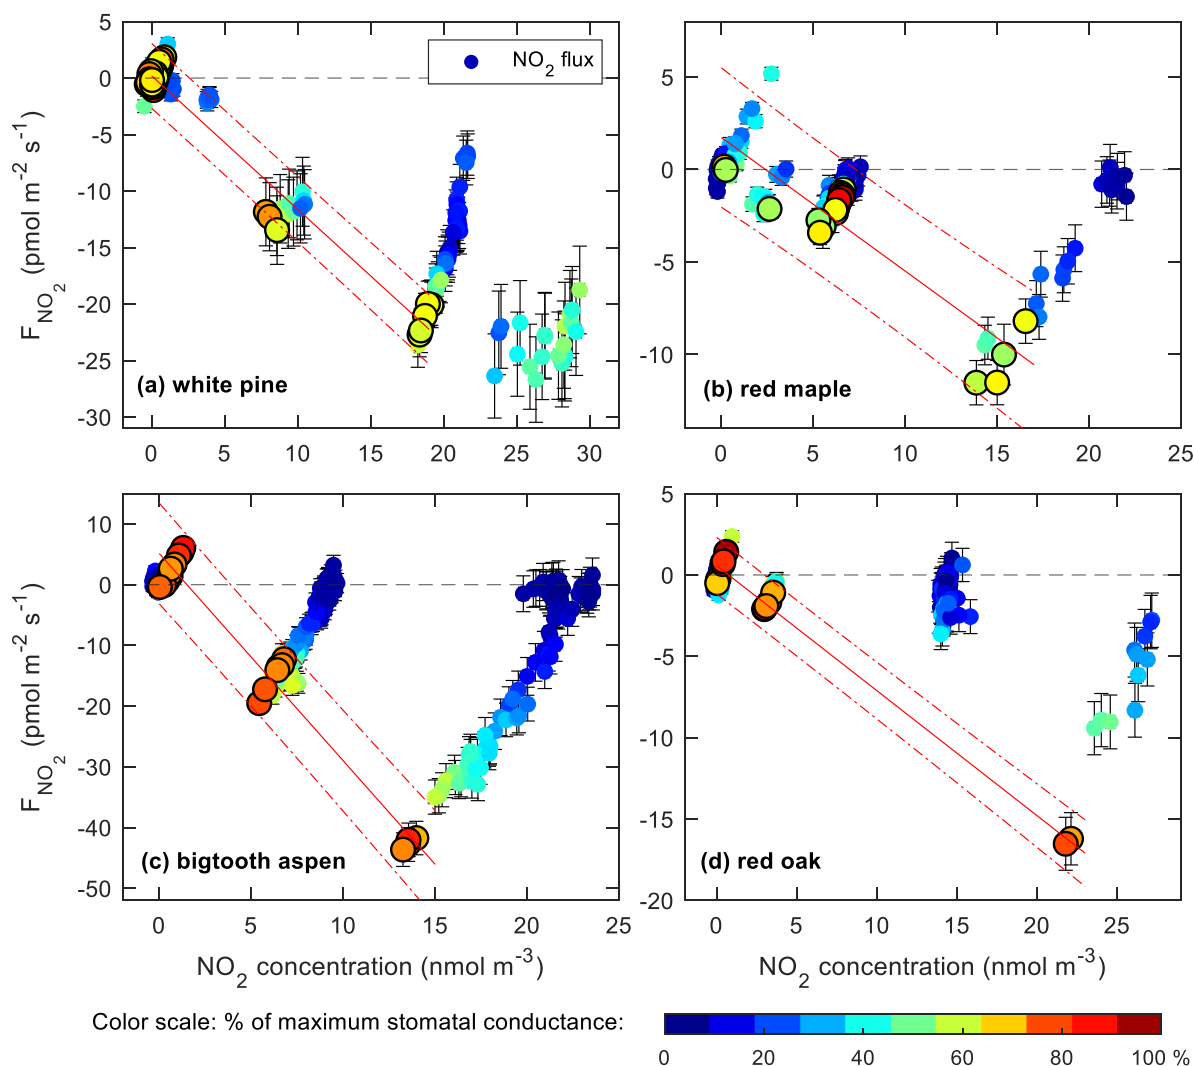 5
0
-5
-10
-15
-20
-25
-30
F_NO₂ (pmol m⁻² s⁻¹)
NO₂ flux
(a) white pine
0 5 10 15 20 25 30
5
0
-5
-10
(b) red maple
0 5 10 15 20 25
10
0
-10
-20
-30
-40
-50
F_NO₂ (pmol m⁻² s⁻¹)
(c) bigtooth aspen
0 5 10 15 20 25
NO₂ concentration (nmol m⁻³)
5
0
-5
-10
-15
-20
(d) red oak
0 5 10 15 20 25
NO₂ concentration (nmol m⁻³)
Color scale: % of maximum stomatal conductance:
0 20 40 60 80 100 %